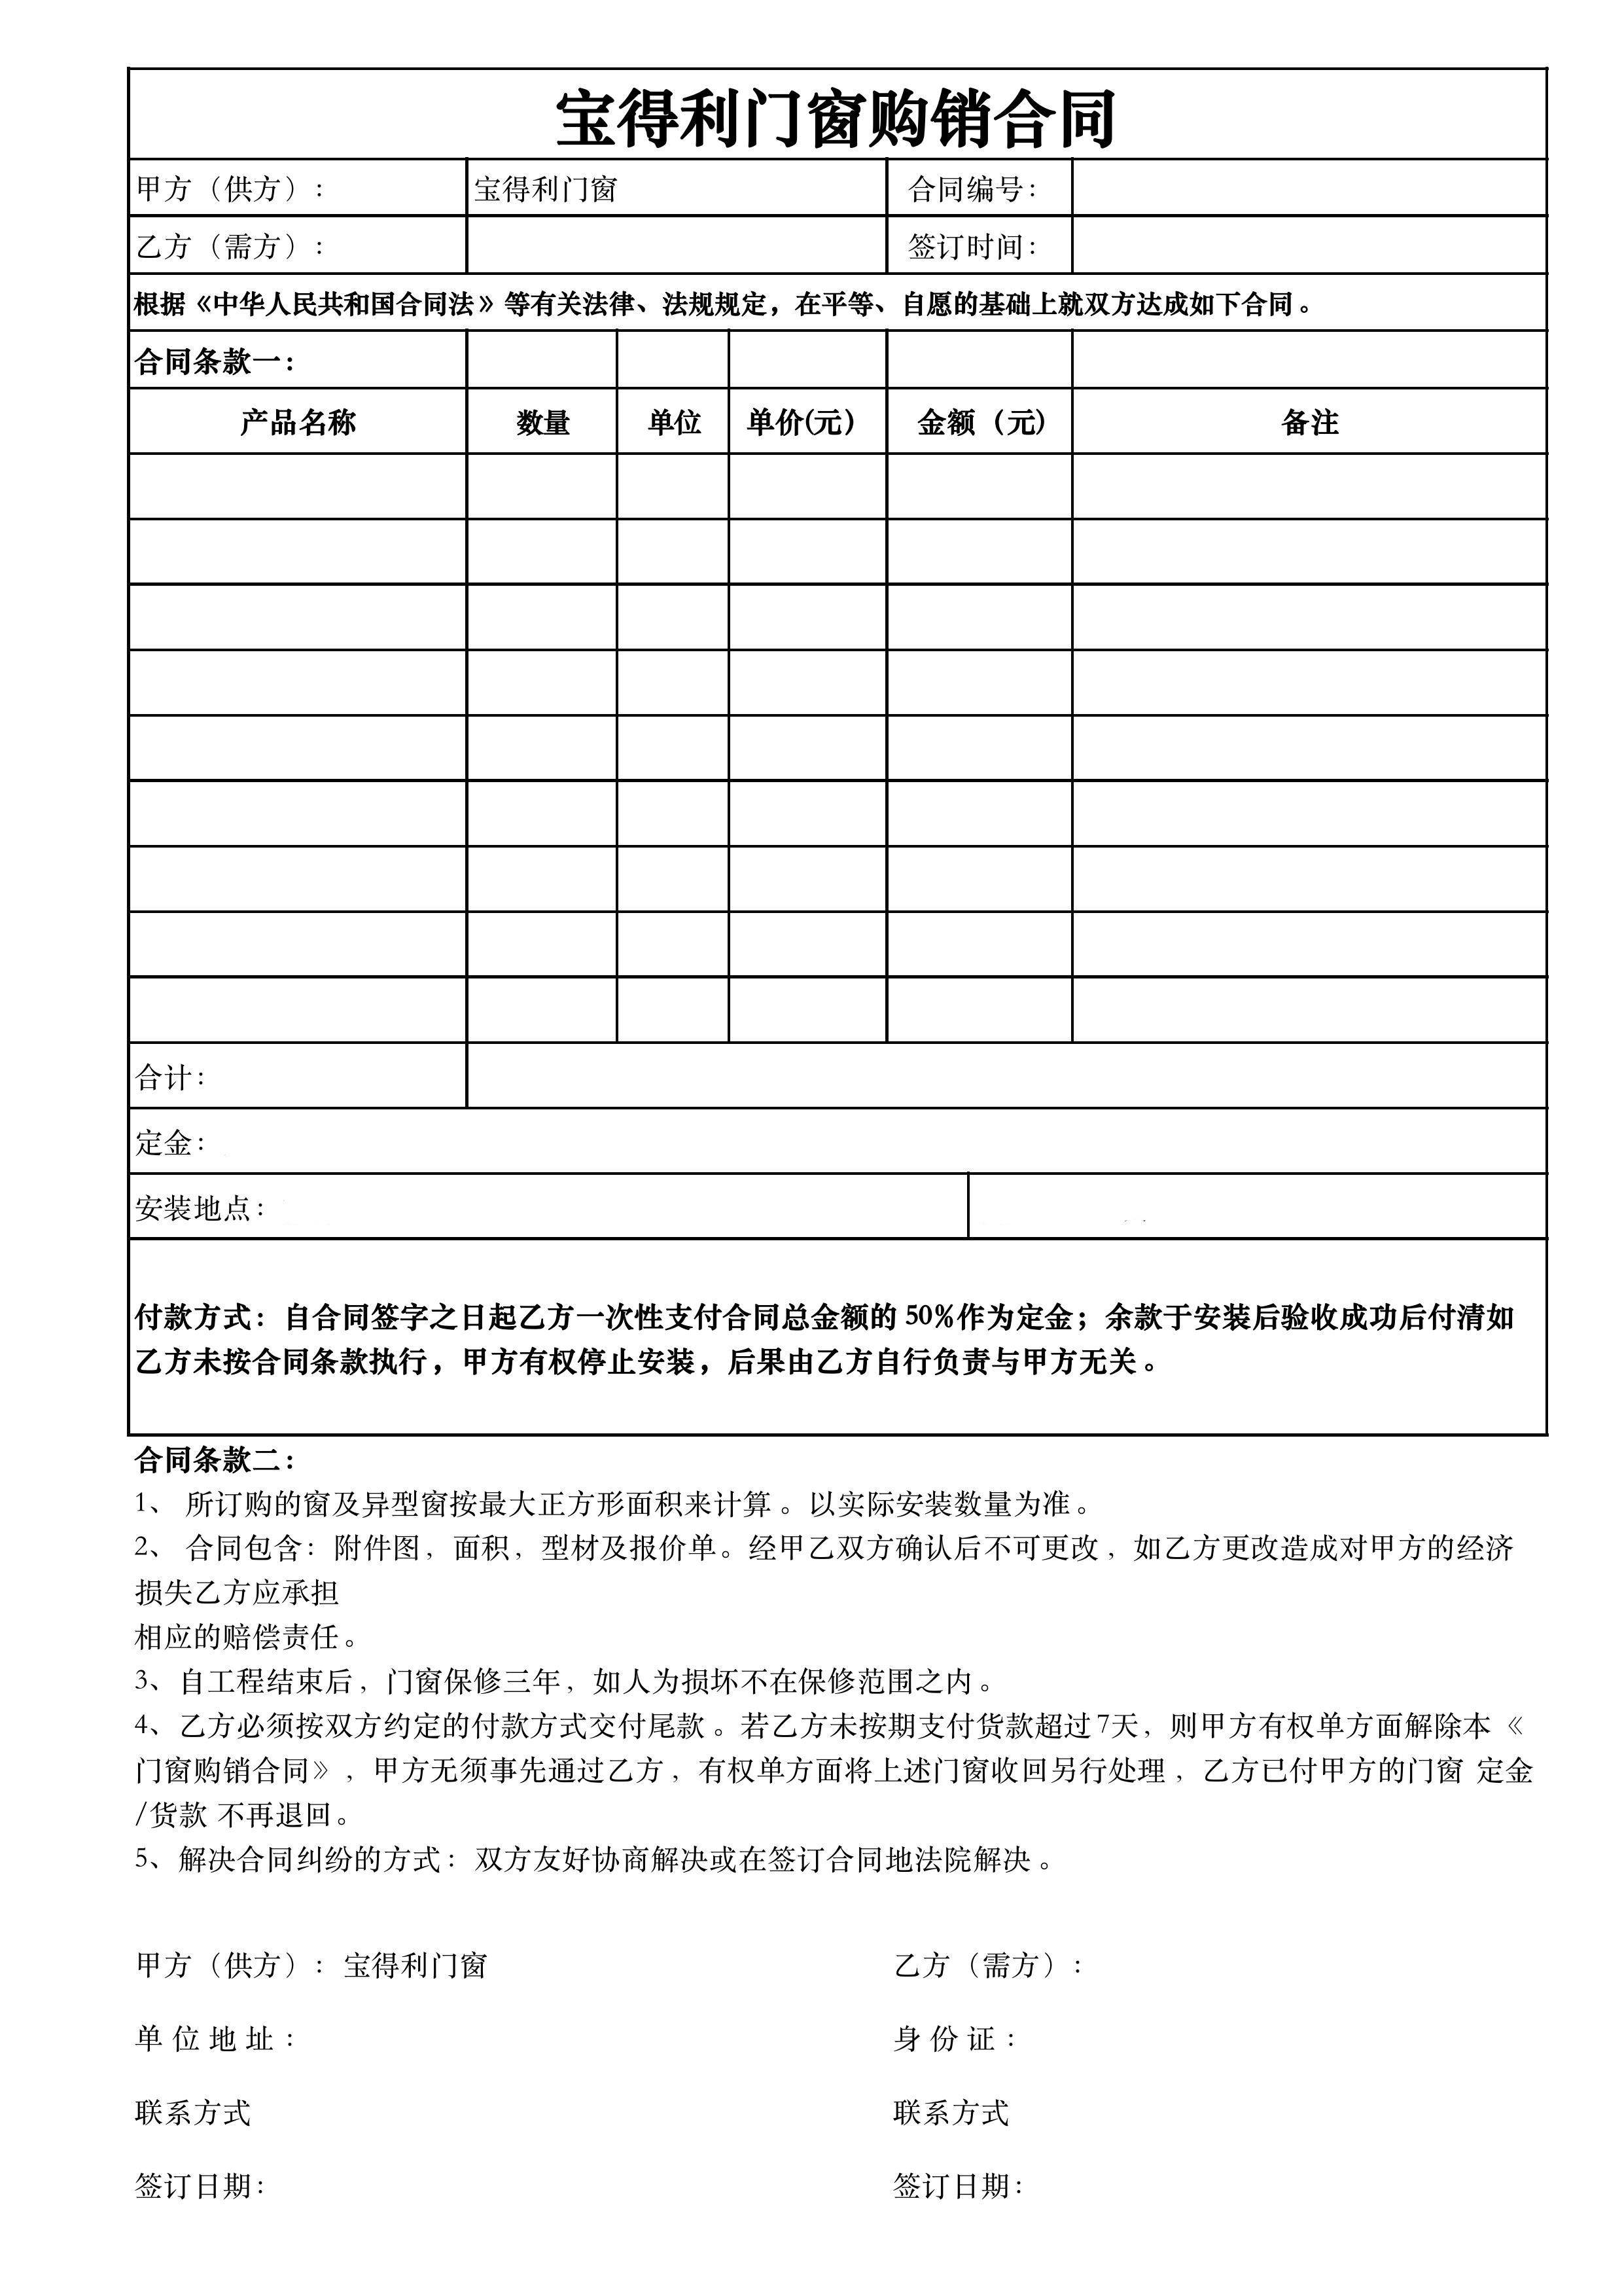 宝得利门窗购销合同
甲方（供方）： 宝得利门窗 合同编号：
乙方（需方）： 签订时间：
根据《中华人民共和国合同法》等有关法律、法规规定，在平等、自愿的基础上就双方达成如下合同。
合同条款一：
产品名称 数量 单位 单价(元） 金额（元) 备注
合计：
定金：
安装地点：
付款方式：自合同签字之日起乙方一次性支付合同总金额的50%作为定金；余款于安装后验收成功后付清如
乙方未按合同条款执行，甲方有权停止安装，后果由乙方自行负责与甲方无关。
合同条款二：
1、 所订购的窗及异型窗按最大正方形面积来计算。以实际安装数量为准。
2、 合同包含：附件图，面积，型材及报价单。经甲乙双方确认后不可更改，如乙方更改造成对甲方的经济
损失乙方应承担
相应的赔偿责任。
3、自工程结束后，门窗保修三年，如人为损坏不在保修范围之内。
4、乙方必须按双方约定的付款方式交付尾款。若乙方未按期支付货款超过7天，则甲方有权单方面解除本《
门窗购销合同》，甲方无须事先通过乙方，有权单方面将上述门窗收回另行处理，乙方已付甲方的门窗 定金
/货款 不再退回。
5、解决合同纠纷的方式：双方友好协商解决或在签订合同地法院解决。
甲方（供方）：宝得利门窗 乙方（需方）：
单 位 地 址： 身 份 证：
联系方式 联系方式
签订日期： 签订日期：